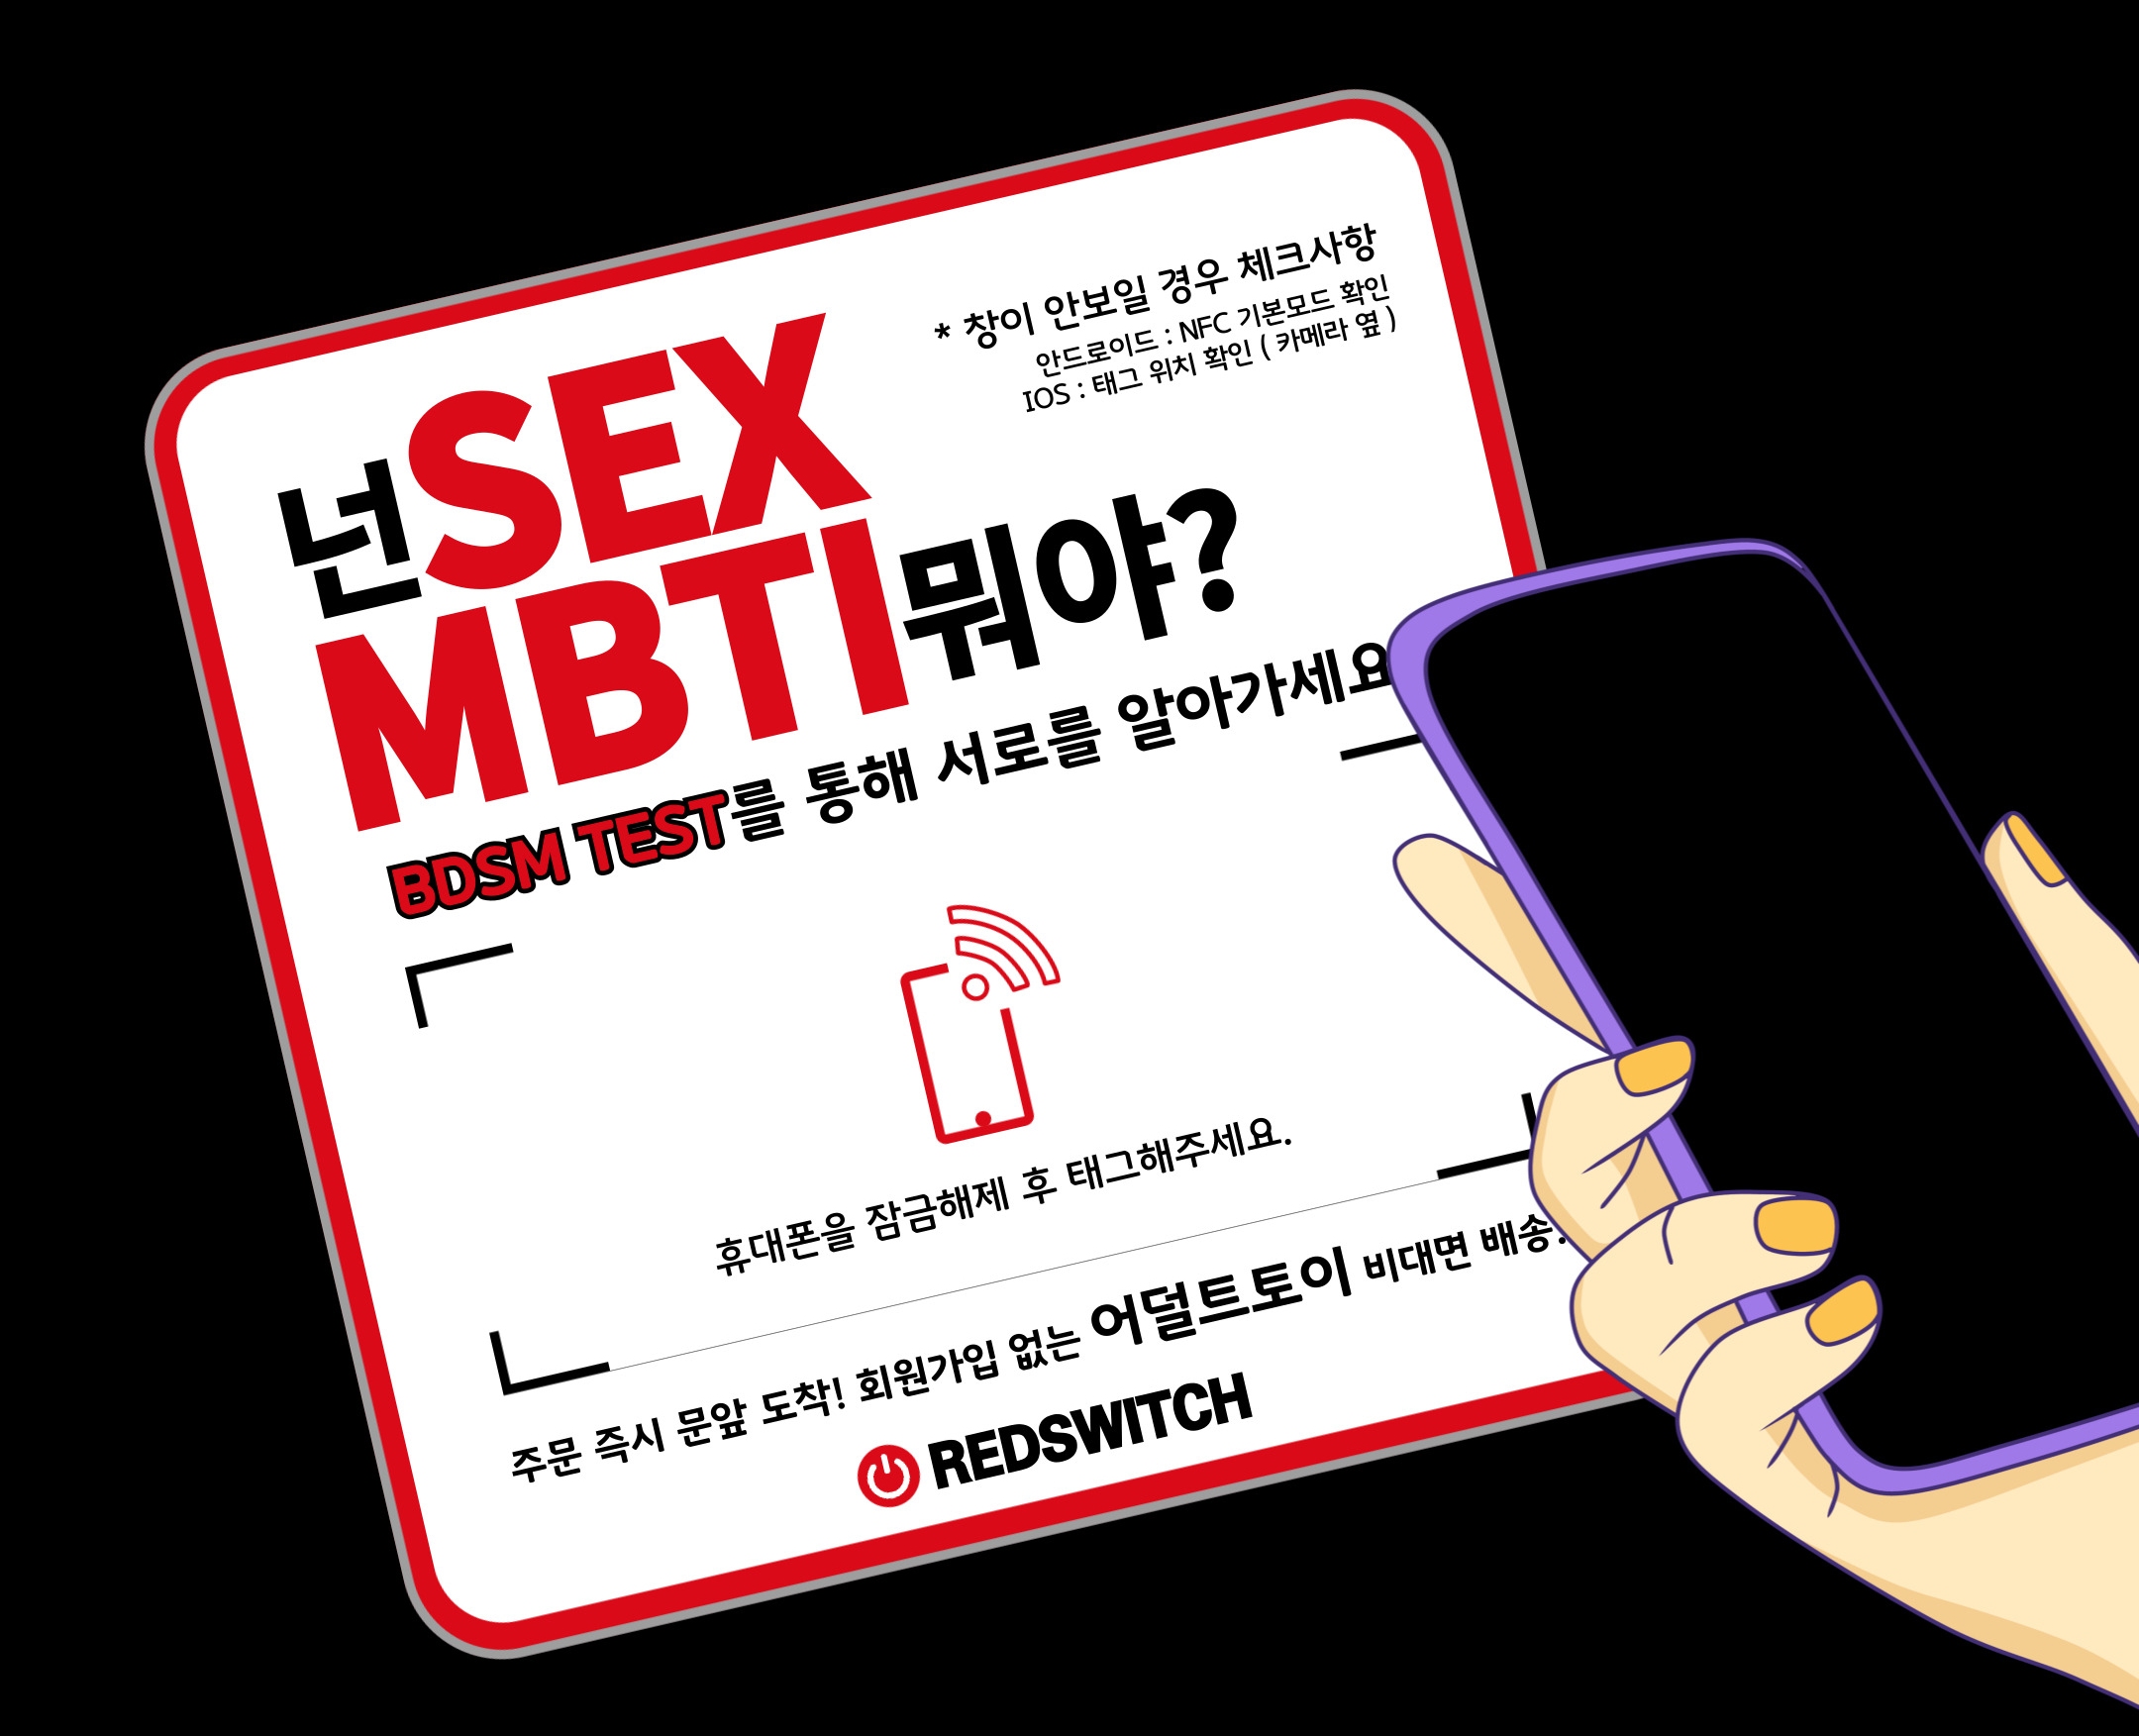 * 창이 안보일 경우 체크사항
안드로이드 : NFC 기본모드 확인
IOS : 태그 위치 확인 ( 카메라 옆 )
넌SEX
MBTI뭐야?
BDSM TEST를 통해 서로를 알아가세요
휴대폰을 잠금해제 후 태그해주세요.
주문 즉시 문앞 도착! 회원가입 없는 어덜트토이 비대면 배송.
REDSWITCH